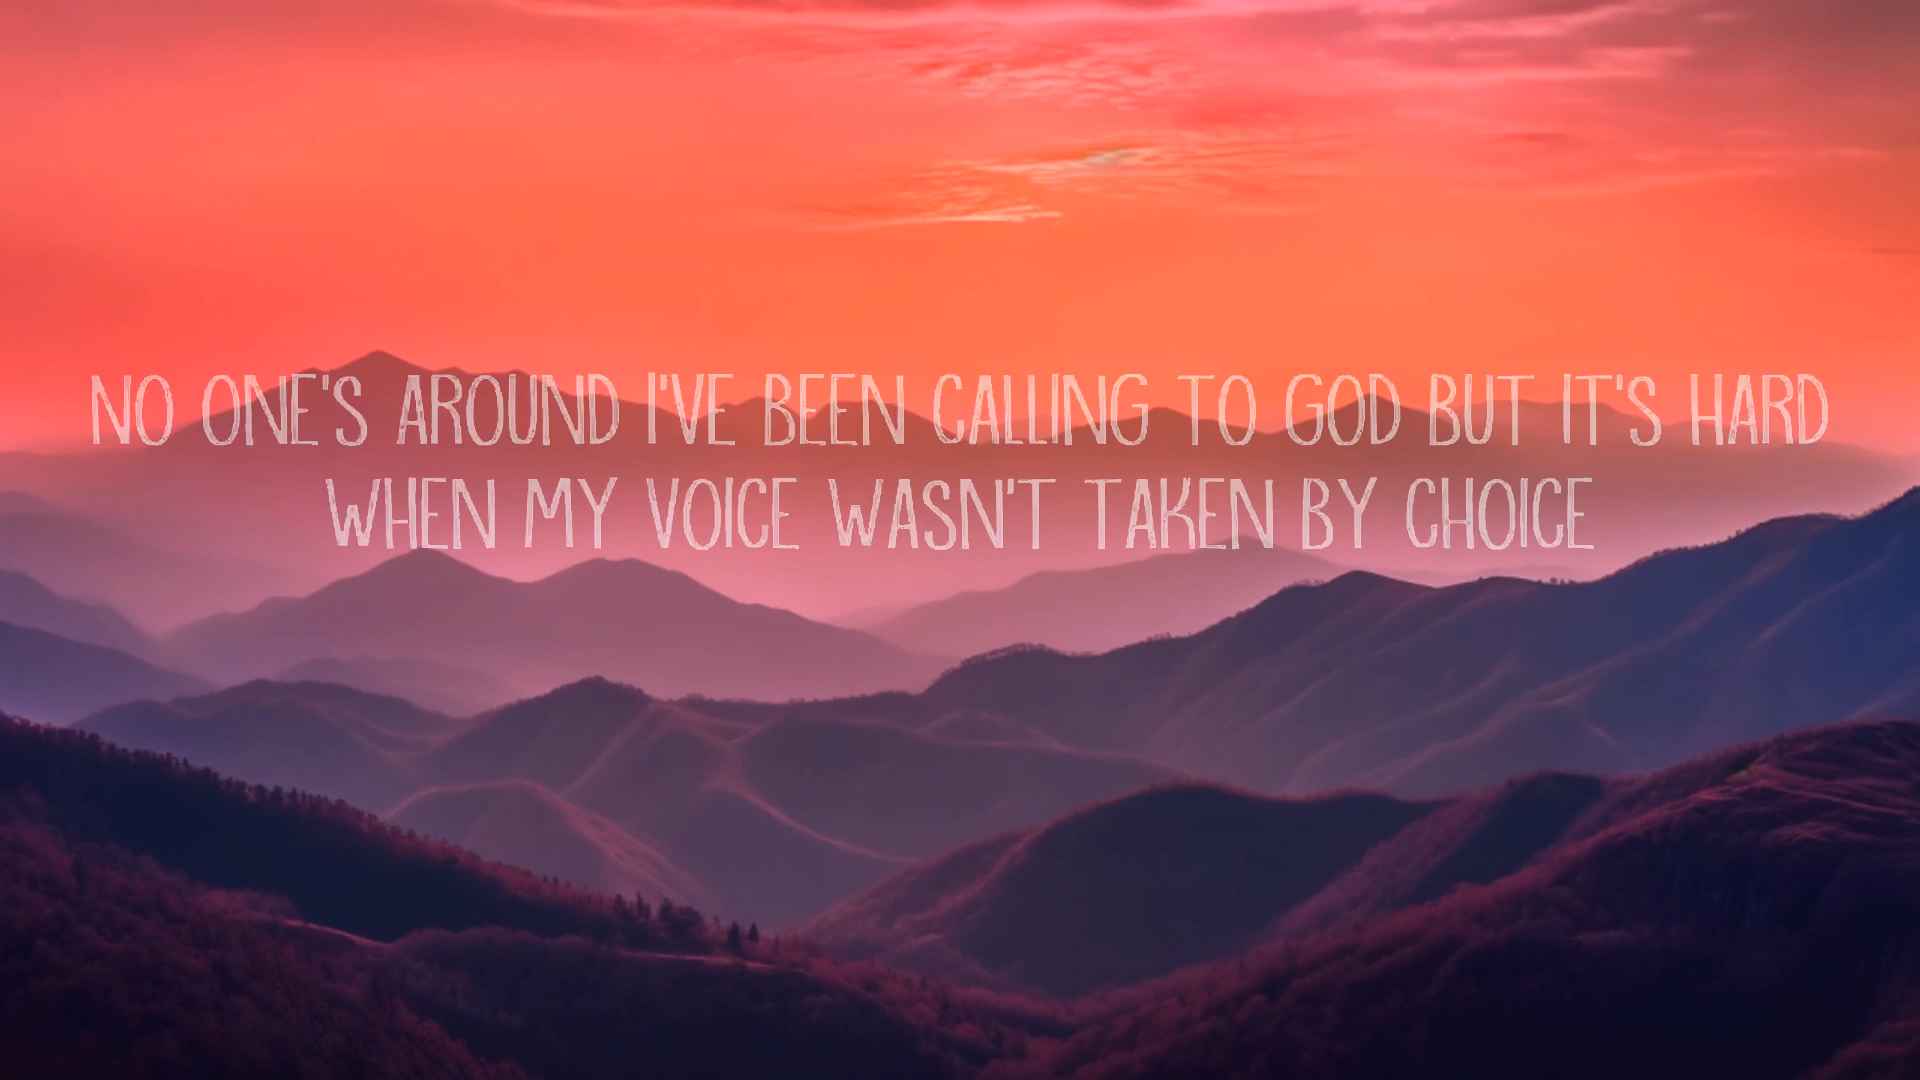 NO ONE'S AROUND I'VE BEEN CALLING TO GOD BUT IT'S HARD
WHEN MY VOICE WASN'T TAKEN BY CHOICE